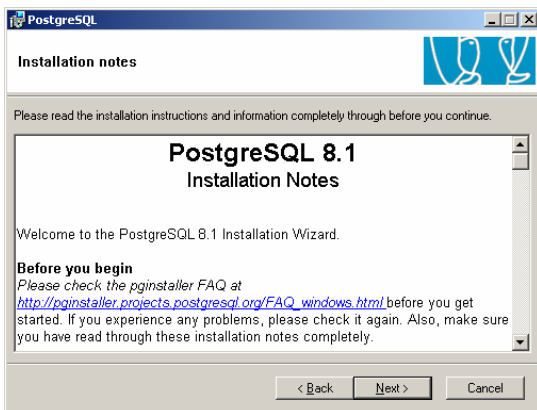 PostgreSQL
Installation notes
Please read the installation instructions and information completely through before you continue.
PostgreSQL 8.1
Installation Notes
Welcome to the PostgreSQL 8.1 Installation Wizard.
Before you begin
Please check the pginstaller FAQ at
http://pginstaller.projects.postgresql.org/FAQ_windows.html before you get
started. If you experience any problems, please check it again. Also, make sure
you have read through these installation notes completely.
< Back Next > Cancel